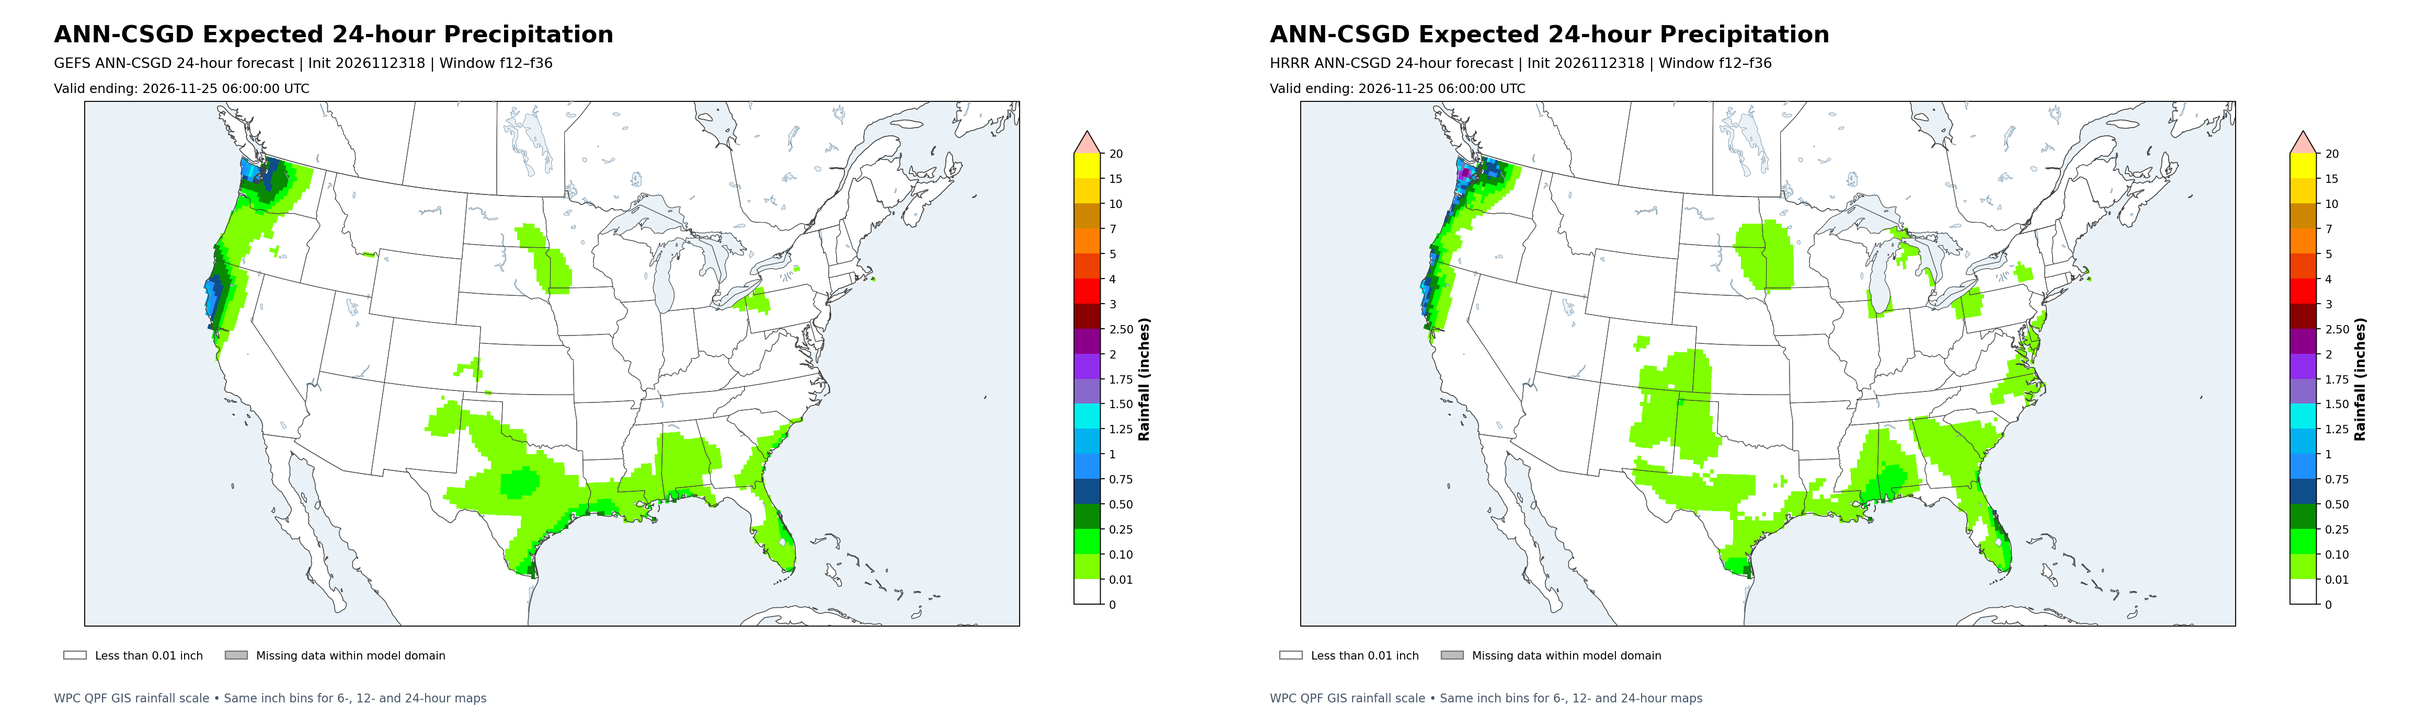 ANN-CSGD Expected 24-hour Precipitation
GEFS ANN-CSGD 24-hour forecast | Init 2026112318 | Window f12–f36
Valid ending: 2026-11-25 06:00:00 UTC
20
15
10
7
5
4
3
2.50
2
1.75
1.50
1.25
1
0.75
0.50
0.25
0.10
0.01
0
Rainfall (inches)
Less than 0.01 inch
Missing data within model domain
WPC QPF GIS rainfall scale • Same inch bins for 6-, 12- and 24-hour maps
ANN-CSGD Expected 24-hour Precipitation
HRRR ANN-CSGD 24-hour forecast | Init 2026112318 | Window f12–f36
Valid ending: 2026-11-25 06:00:00 UTC
20
15
10
7
5
4
3
2.50
2
1.75
1.50
1.25
1
0.75
0.50
0.25
0.10
0.01
0
Rainfall (inches)
Less than 0.01 inch
Missing data within model domain
WPC QPF GIS rainfall scale • Same inch bins for 6-, 12- and 24-hour maps